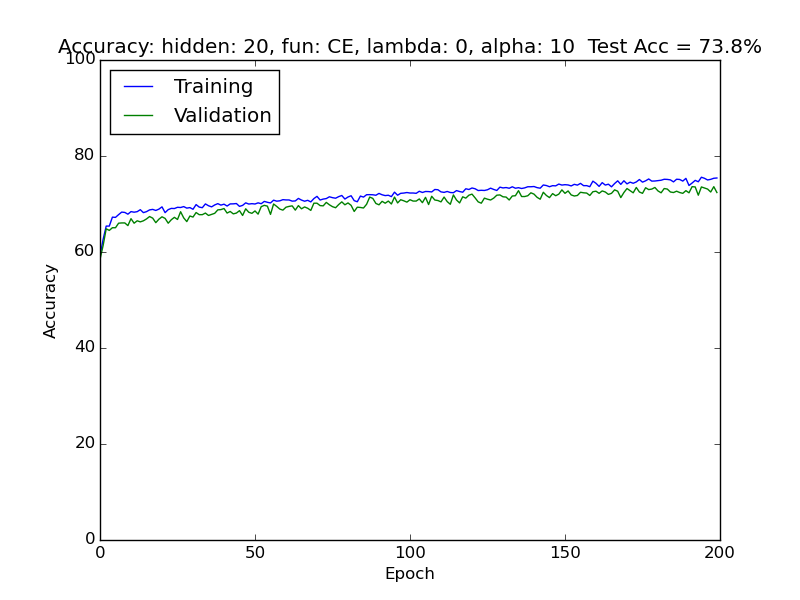 Accuracy: hidden: 20, fun: CE, lambda: 0, alpha: 10  Test Acc = 73.8%
100
Training
Validation
80
60
40
20
0
Accuracy
0 50 100 150 200
Epoch